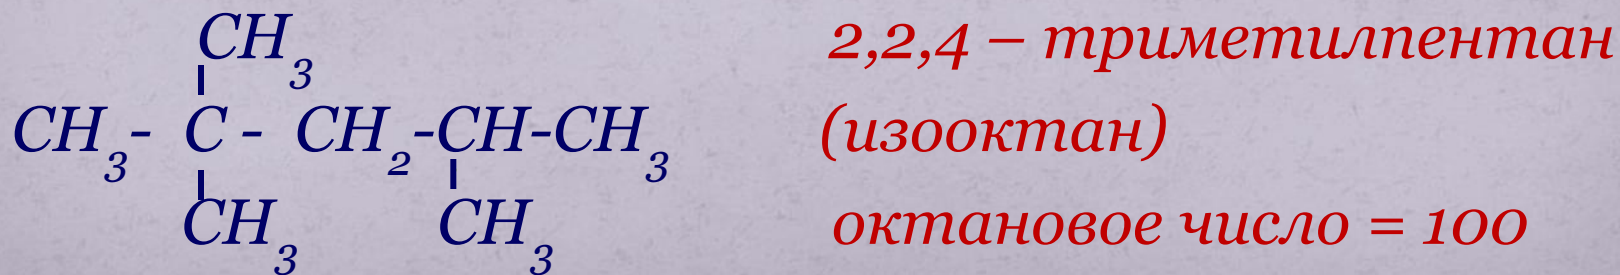 CH₃ 2,2,4 – триметилпентан
CH₃- C - CH₂-CH-CH₃ (изооктан)
CH₃ CH₃ октановое число = 100